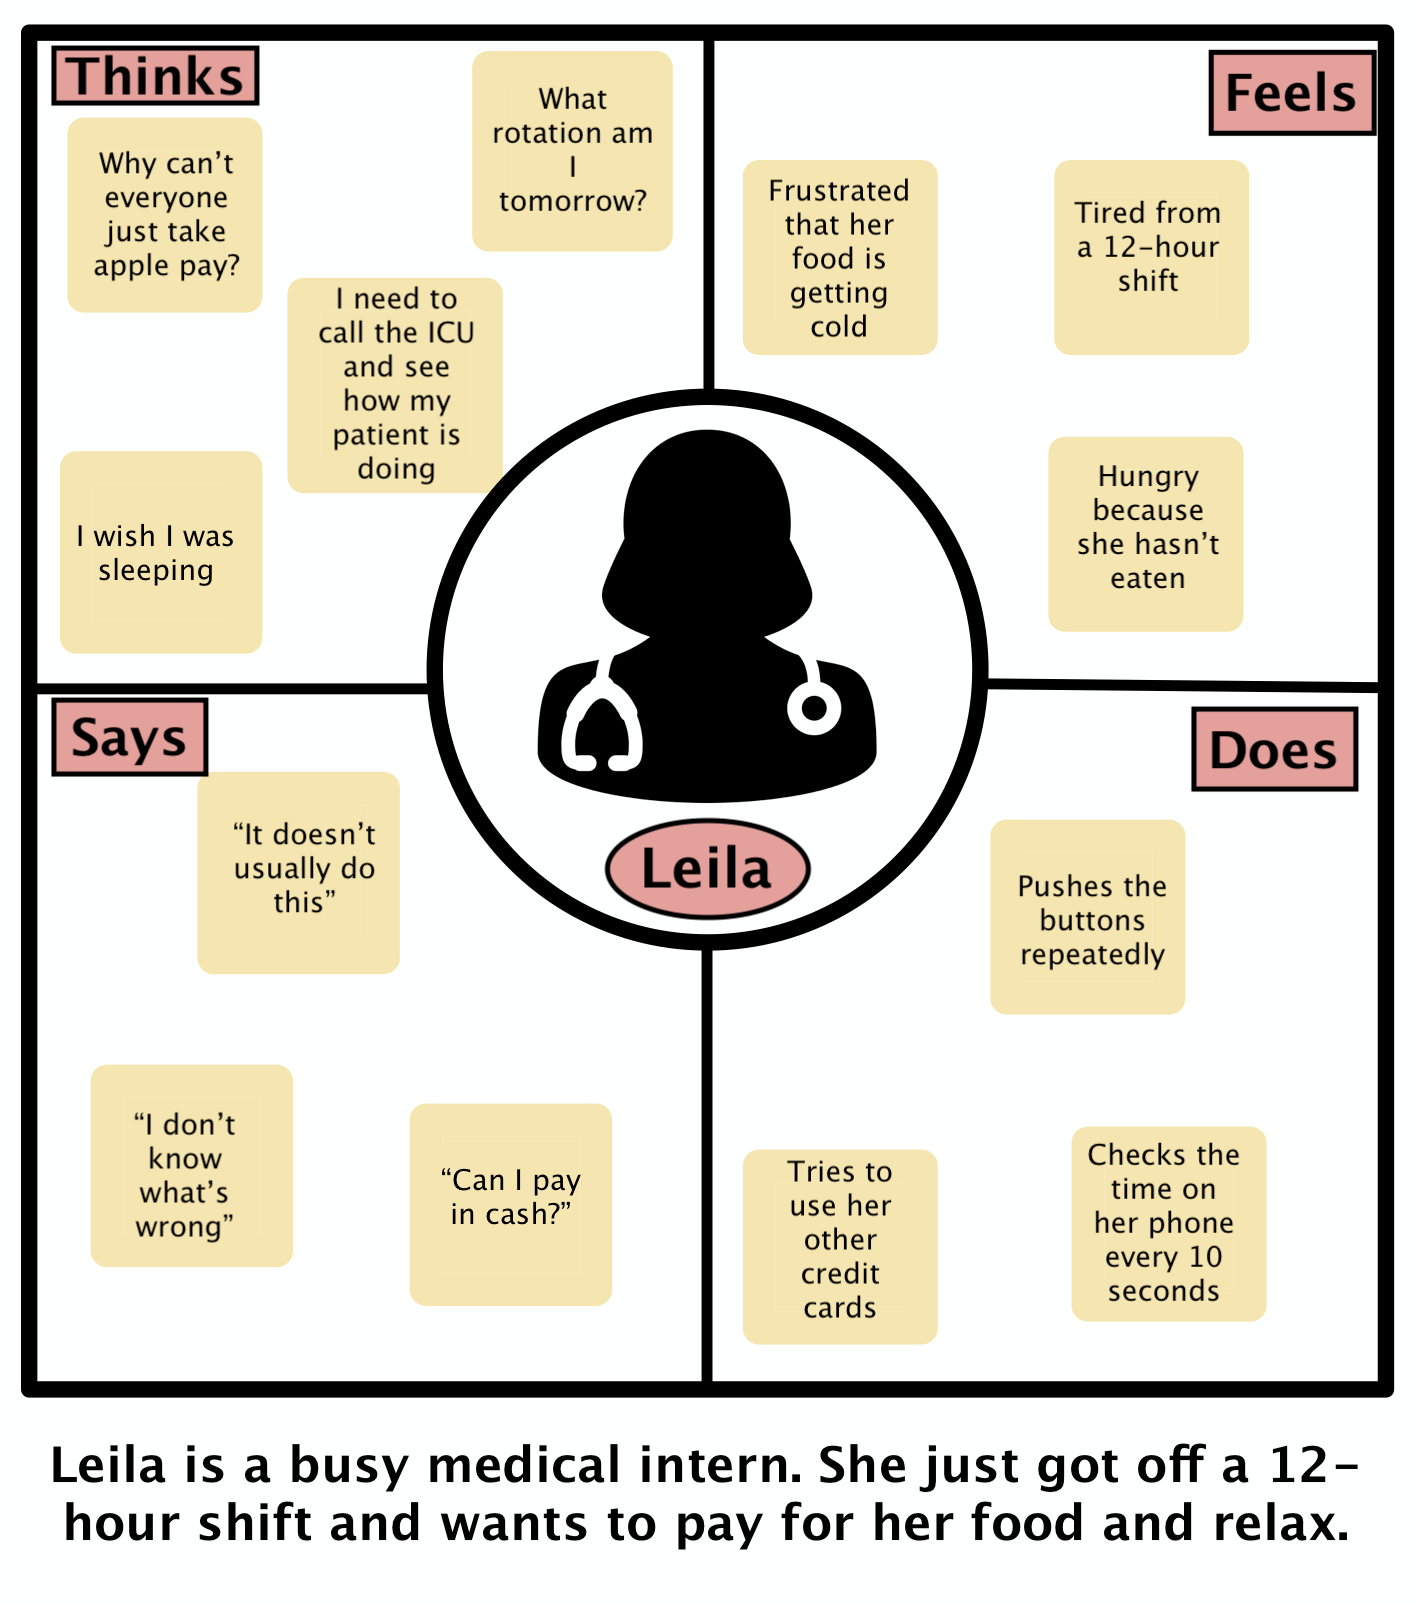 Thinks
Why can’t
everyone
just take
apple pay?
What
rotation am
I
tomorrow?
I need to
call the ICU
and see
how my
patient is
doing
I wish I was
sleeping
Feels
Frustrated
that her
food is
getting
cold
Tired from
a 12-hour
shift
Hungry
because
she hasn’t
eaten
Leila
Says
“It doesn’t
usually do
this”
“I don’t
know
what’s
wrong”
“Can I pay
in cash?”
Does
Pushes the
buttons
repeatedly
Tries to
use her
other
credit
cards
Checks the
time on
her phone
every 10
seconds
Leila is a busy medical intern. She just got off a 12-
hour shift and wants to pay for her food and relax.